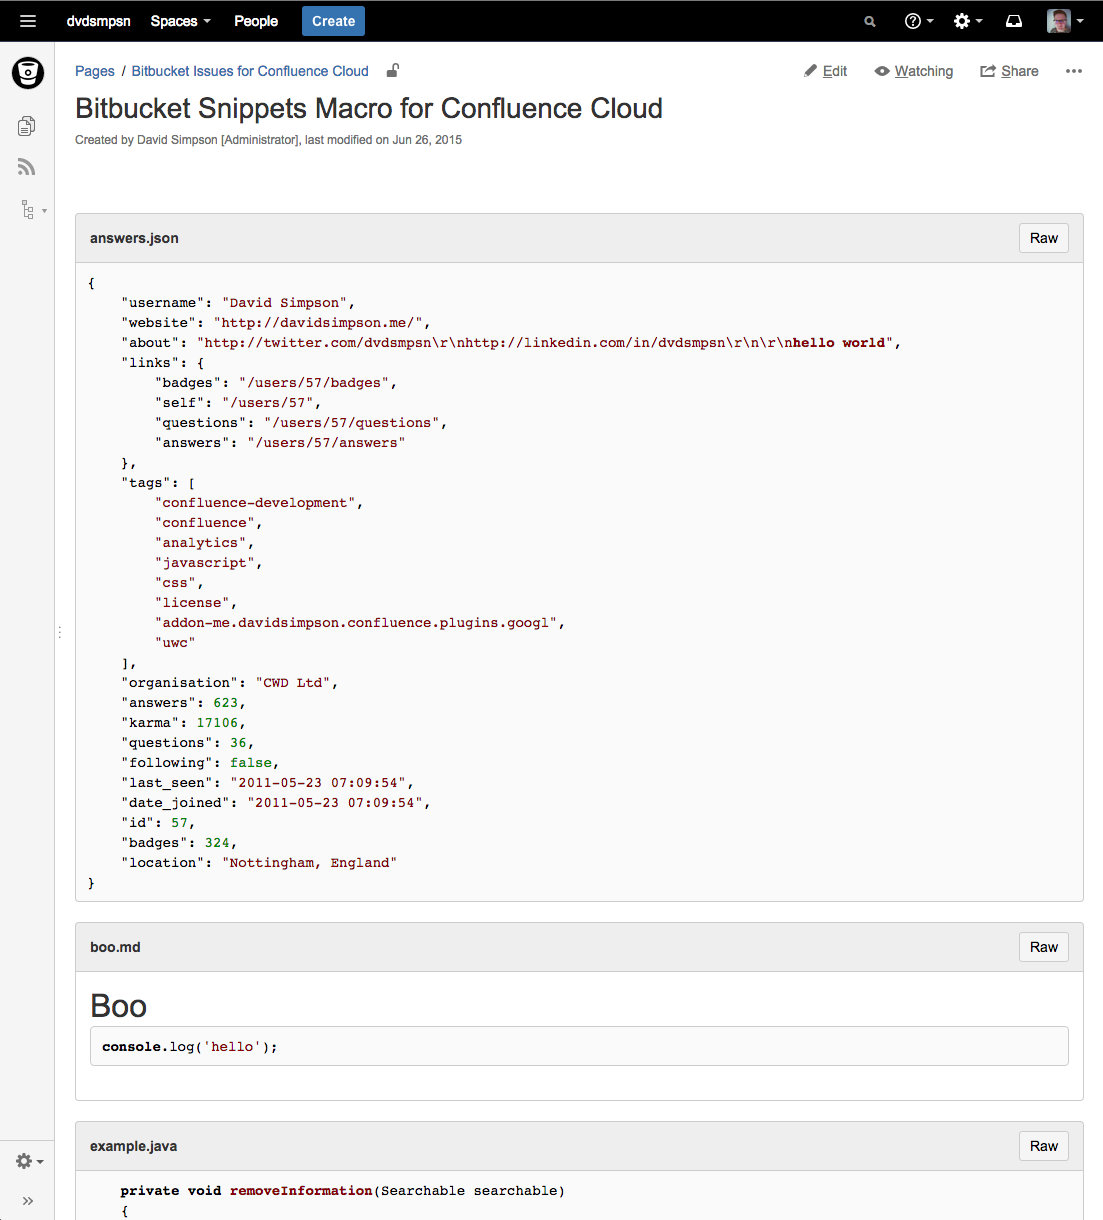 dvdsmpsn Spaces People Create
Pages / Bitbucket Issues for Confluence Cloud
Edit Watching Share
Bitbucket Snippets Macro for Confluence Cloud
Created by David Simpson [Administrator], last modified on Jun 26, 2015
answers.json Raw
{
    "username": "David Simpson",
    "website": "http://davidsimpson.me/",
    "about": "http://twitter.com/dvdsmpsn\r\nhttp://linkedin.com/in/dvdsmpsn\r\n\r\nhello world",
    "links": {
        "badges": "/users/57/badges",
        "self": "/users/57",
        "questions": "/users/57/questions",
        "answers": "/users/57/answers"
    },
    "tags": [
        "confluence-development",
        "confluence",
        "analytics",
        "javascript",
        "css",
        "license",
        "addon-me.davidsimpson.confluence.plugins.googl",
        "uwc"
    ],
    "organisation": "CWD Ltd",
    "answers": 623,
    "karma": 17106,
    "questions": 36,
    "following": false,
    "last_seen": "2011-05-23 07:09:54",
    "date_joined": "2011-05-23 07:09:54",
    "id": 57,
    "badges": 324,
    "location": "Nottingham, England"
}
boo.md Raw
Boo
console.log('hello');
example.java Raw
    private void removeInformation(Searchable searchable)
    {